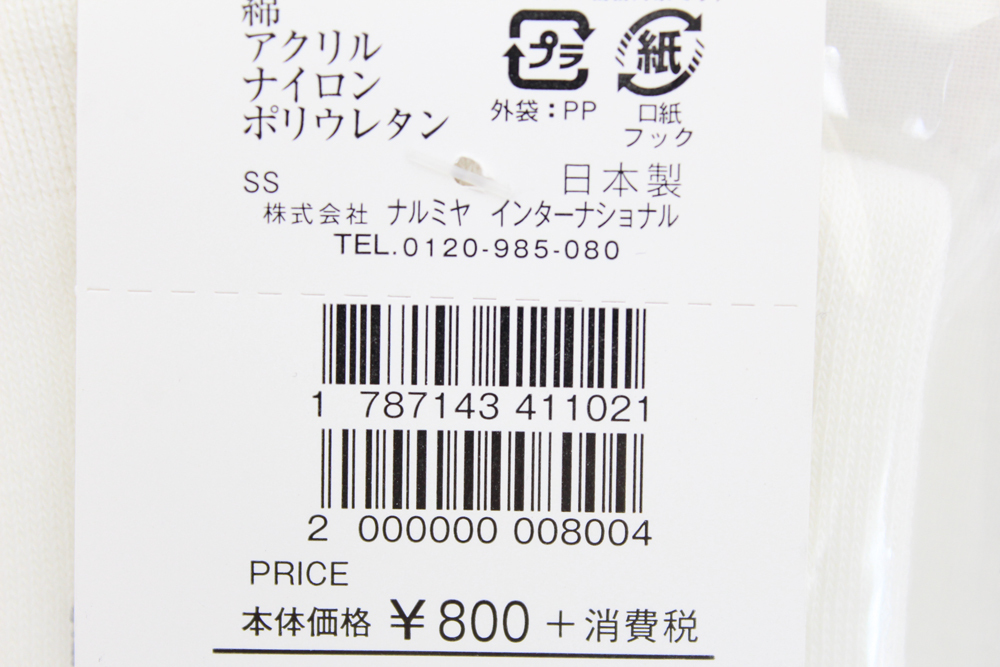 綿
アクリル
ナイロン
ポリウレタン
プラ
紙
外袋：PP
口紙
フック
SS
日本製
株式会社 ナルミヤ インターナショナル
TEL.0120-985-080
1 787143 411021
2 000000 008004
PRICE
本体価格 ￥800 ＋消費税